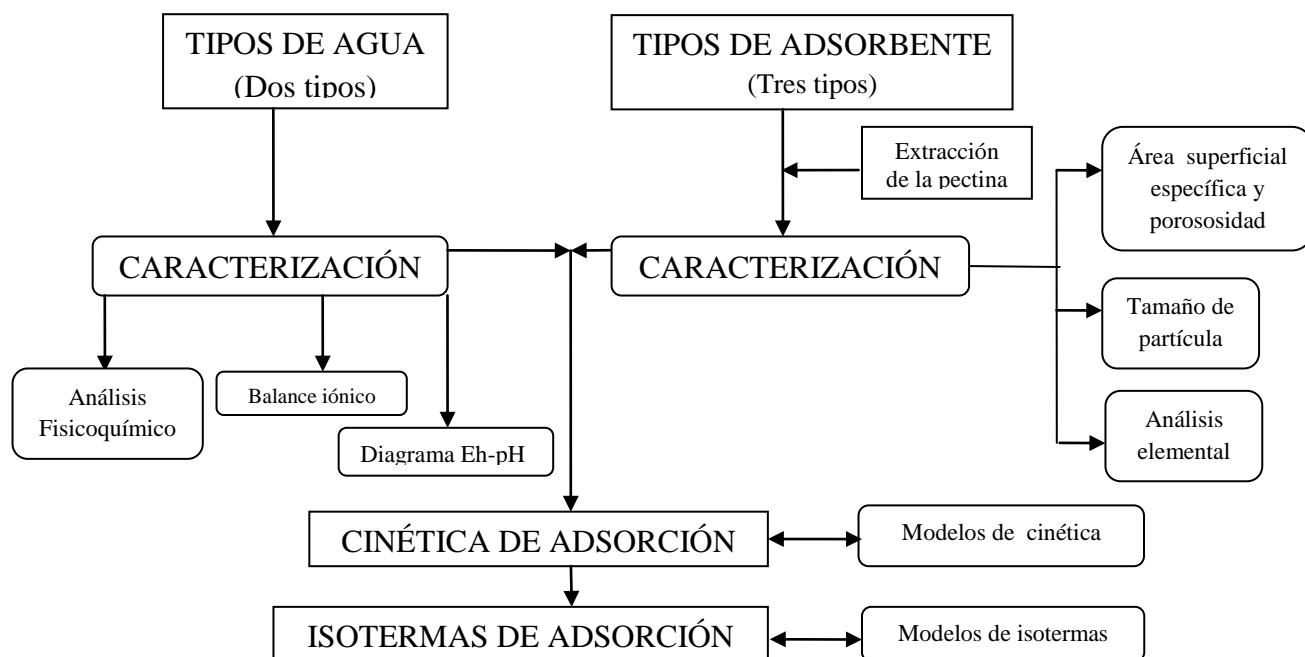 TIPOS DE AGUA
(Dos tipos)
TIPOS DE ADSORBENTE
(Tres tipos)
Extracción
de la pectina
Área superficial
específica y
porososidad
CARACTERIZACIÓN
CARACTERIZACIÓN
Tamaño de
partícula
Análisis
Fisicoquímico
Balance iónico
Diagrama Eh-pH
Análisis
elemental
CINÉTICA DE ADSORCIÓN
Modelos de cinética
ISOTERMAS DE ADSORCIÓN
Modelos de isotermas